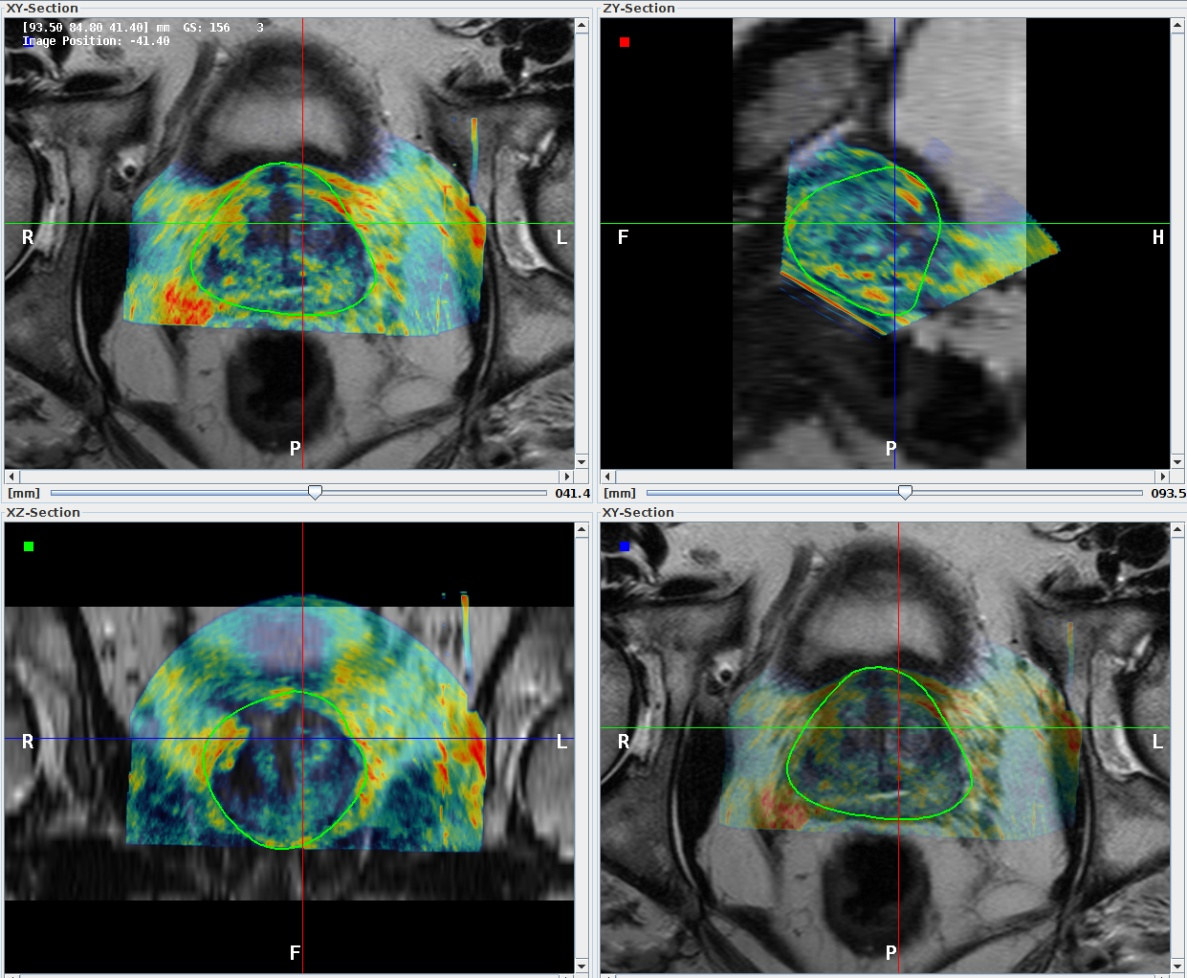 XY-Section
[93.50 84.80 41.40] mm GS: 156 3
Image Position: -41.40
R
L
P
[mm]
041.4
ZY-Section
F
H
P
[mm]
093.5
XZ-Section
R
L
F
XY-Section
R
L
P